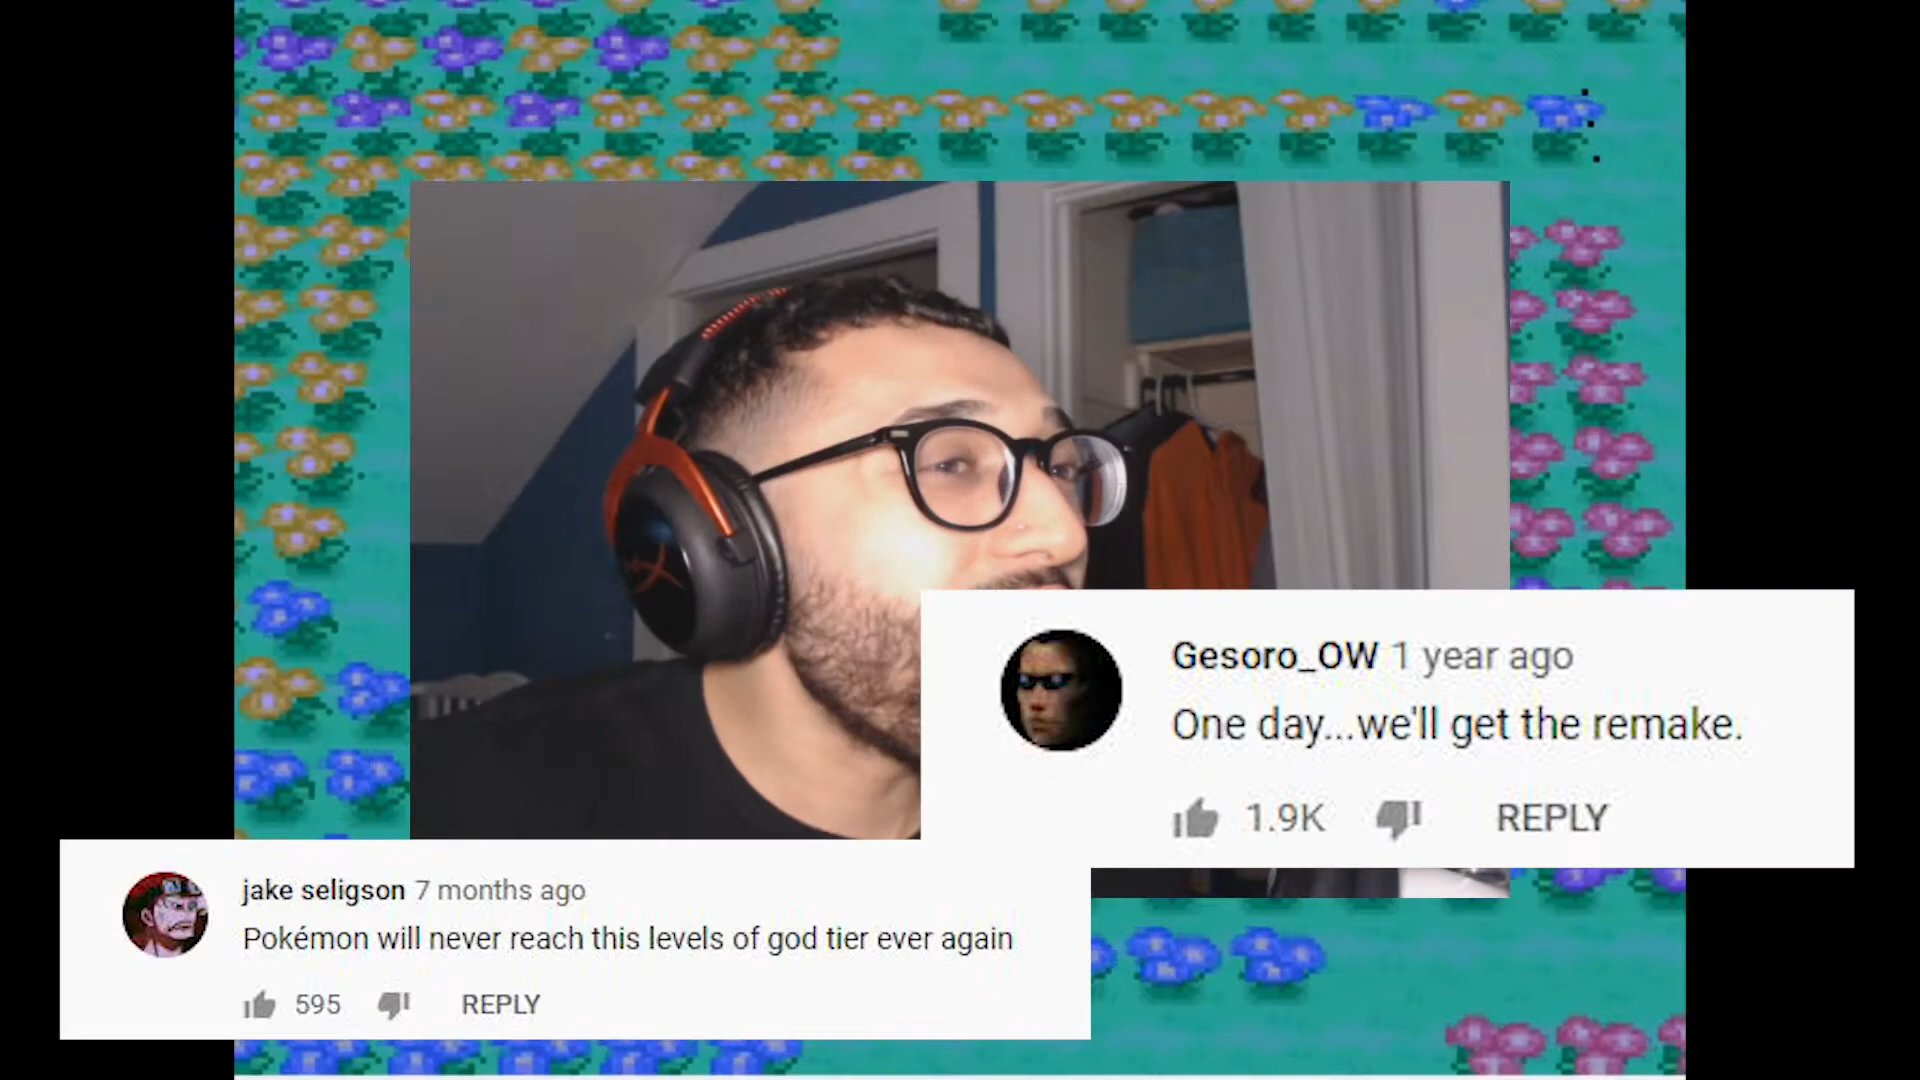 Gesoro_OW 1 year ago
One day...we'll get the remake.
1.9K REPLY
jake seligson 7 months ago
Pokémon will never reach this levels of god tier ever again
595 REPLY